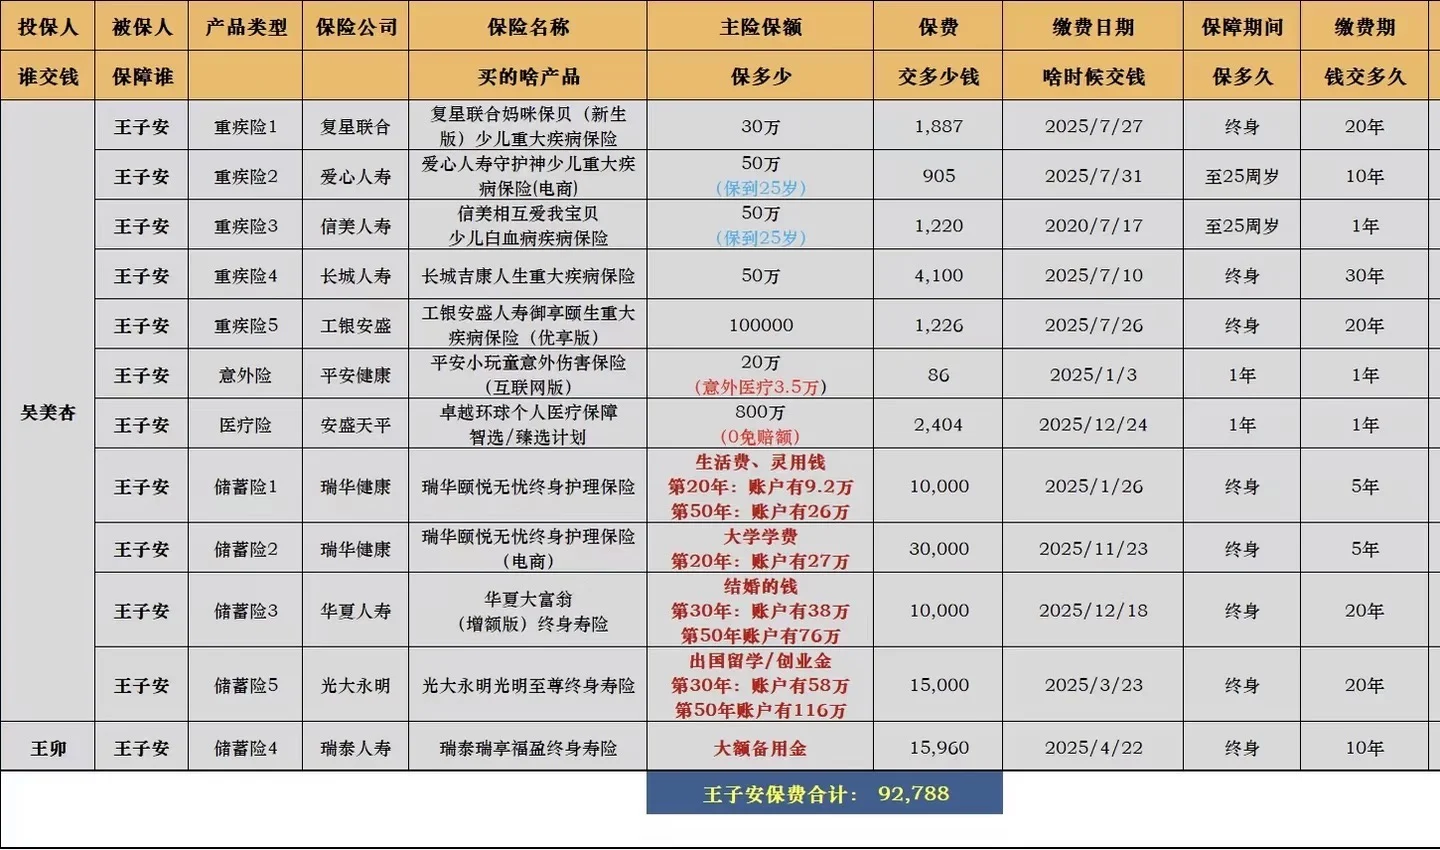 投保人 被保人 产品类型 保险公司 保险名称 主险保额 保费 缴费日期 保障期间 缴费期
谁交钱 保障谁 买的啥产品 保多少 交多少钱 啥时候交钱 保多久 钱交多久
吴美杏
王子安 重疾险1 复星联合 复星联合妈咪保贝（新生
版）少儿重大疾病保险 30万 1,887 2025/7/27 终身 20年
王子安 重疾险2 爱心人寿 爱心人寿守护神少儿重大疾
病保险(电商) 50万
（保到25岁） 905 2025/7/31 至25周岁 10年
王子安 重疾险3 信美人寿 信美相互爱我宝贝
少儿白血病疾病保险 50万
（保到25岁） 1,220 2020/7/17 至25周岁 1年
王子安 重疾险4 长城人寿 长城吉康人生重大疾病保险 50万 4,100 2025/7/10 终身 30年
王子安 重疾险5 工银安盛 工银安盛人寿御享颐生重大
疾病保险（优享版） 100000 1,226 2025/7/26 终身 20年
王子安 意外险 平安健康 平安小玩童意外伤害保险
（互联网版） 20万
（意外医疗3.5万) 86 2025/1/3 1年 1年
王子安 医疗险 安盛天平 卓越环球个人医疗保障
智选/臻选计划 800万
（0免赔额） 2,404 2025/12/24 1年 1年
王子安 储蓄险1 瑞华健康 瑞华颐悦无忧终身护理保险 生活费、灵用钱
第20年：账户有9.2万
第50年：账户有26万 10,000 2025/1/26 终身 5年
王子安 储蓄险2 瑞华健康 瑞华颐悦无忧终身护理保险
（电商） 大学学费
第20年：账户有27万 30,000 2025/11/23 终身 5年
王子安 储蓄险3 华夏人寿 华夏大富翁
（增额版）终身寿险 结婚的钱
第30年：账户有38万
第50年账户有76万 10,000 2025/12/18 终身 20年
王子安 储蓄险5 光大永明 光大永明光明至尊终身寿险 出国留学/创业金
第30年：账户有58万
第50年账户有116万 15,000 2025/3/23 终身 20年
王卯 王子安 储蓄险4 瑞泰人寿 瑞泰瑞享福盈终身寿险 大额备用金 15,960 2025/4/22 终身 10年
王子安保费合计： 92,788